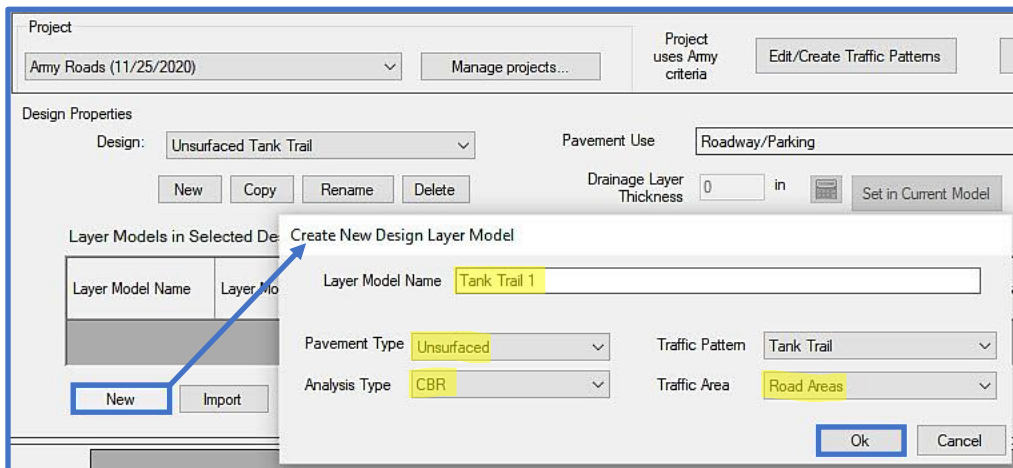 Project
Army Roads (11/25/2020)
Manage projects...
Project
uses Army
criteria
Edit/Create Traffic Patterns
Design Properties
Design:
Unsurfaced Tank Trail
Pavement Use
Roadway/Parking
New
Copy
Rename
Delete
Drainage Layer
Thickness
0
in
Set in Current Model
Layer Models in Selected De
Layer Model Name
Layer Mo
Create New Design Layer Model
Layer Model Name
Tank Trail 1
Pavement Type
Unsurfaced
Traffic Pattern
Tank Trail
Analysis Type
CBR
Traffic Area
Road Areas
New
Import
Ok
Cancel